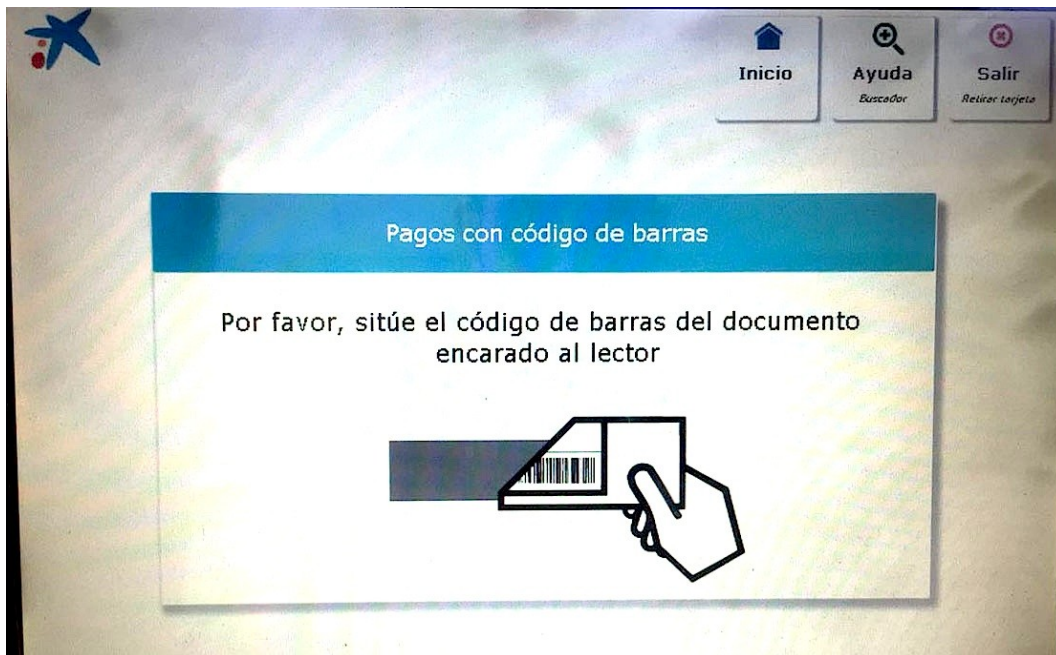 Inicio
Ayuda
Buscador
Salir
Retirar tarjeta
Pagos con código de barras
Por favor, sitúe el código de barras del documento
encarado al lector